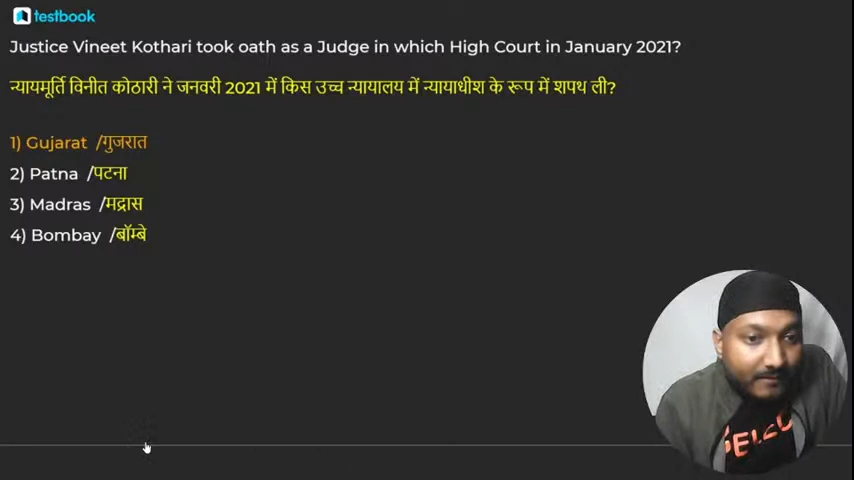 testbook
Justice Vineet Kothari took oath as a Judge in which High Court in January 2021?
न्यायमूर्ति विनीत कोठारी ने जनवरी 2021 में किस उच्च न्यायालय में न्यायाधीश के रूप में शपथ ली?
1) Gujarat /गुजरात
2) Patna /पटना
3) Madras /मद्रास
4) Bombay /बॉम्बे